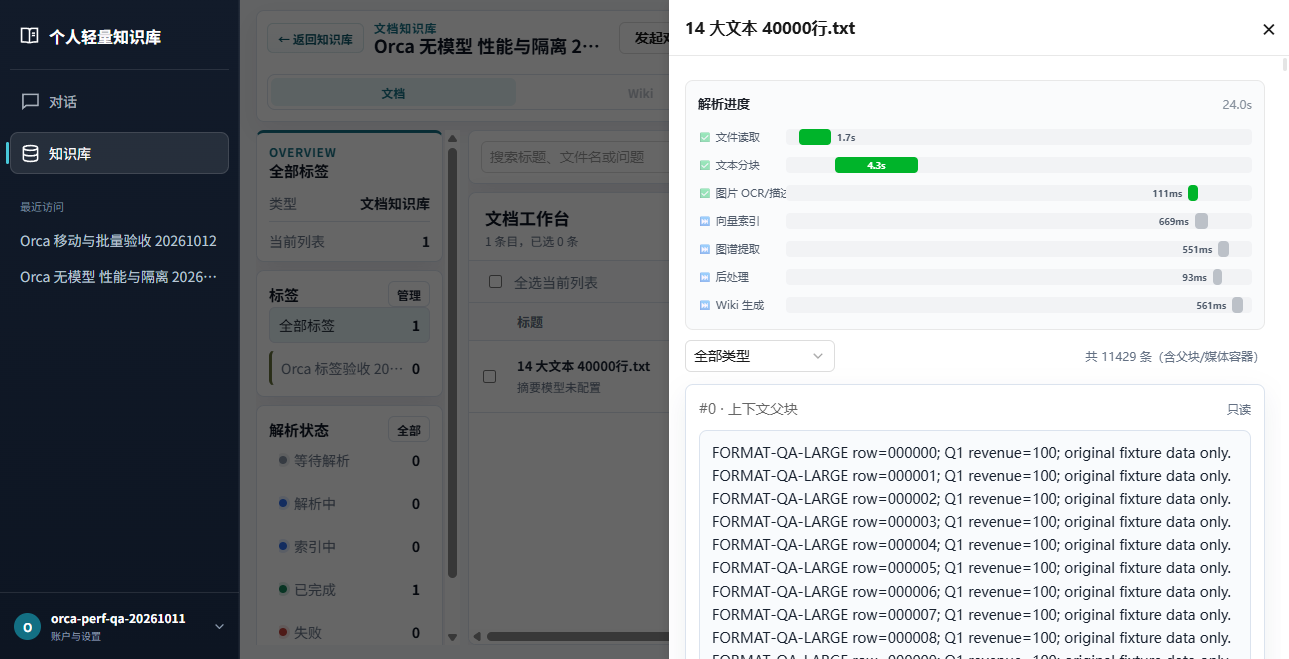 个人轻量知识库
对话
知识库
最近访问
Orca 移动与批量验收 20261012
Orca 无模型 性能与隔离 2026…
orca-perf-qa-20261011
账户与设置
O
←返回知识库
文档知识库
Orca 无模型 性能与隔离 2…
文档
Wiki
OVERVIEW
全部标签
类型 文档知识库
当前列表 1
标签 管理
全部标签 1
Orca 标签验收 20… 0
解析状态 全部
等待解析 0
解析中 0
索引中 0
已完成 1
失败 0
搜索标题、文件名或问题
文档工作台
1 条目，已选 0 条
全选当前列表
标题
14 大文本 40000行.txt
摘要模型未配置
14 大文本 40000行.txt
解析进度 24.0s
文件读取 1.7s
文本分块 4.3s
图片 OCR/描 111ms
向量索引 669ms
图谱提取 551ms
后处理 93ms
Wiki 生成 561ms
全部类型 共 11429 条（含父块/媒体容器）
#0 · 上下文父块 只读
FORMAT-QA-LARGE row=000000; Q1 revenue=100; original fixture data only.
FORMAT-QA-LARGE row=000001; Q1 revenue=100; original fixture data only.
FORMAT-QA-LARGE row=000002; Q1 revenue=100; original fixture data only.
FORMAT-QA-LARGE row=000003; Q1 revenue=100; original fixture data only.
FORMAT-QA-LARGE row=000004; Q1 revenue=100; original fixture data only.
FORMAT-QA-LARGE row=000005; Q1 revenue=100; original fixture data only.
FORMAT-QA-LARGE row=000006; Q1 revenue=100; original fixture data only.
FORMAT-QA-LARGE row=000007; Q1 revenue=100; original fixture data only.
FORMAT-QA-LARGE row=000008; Q1 revenue=100; original fixture data only.